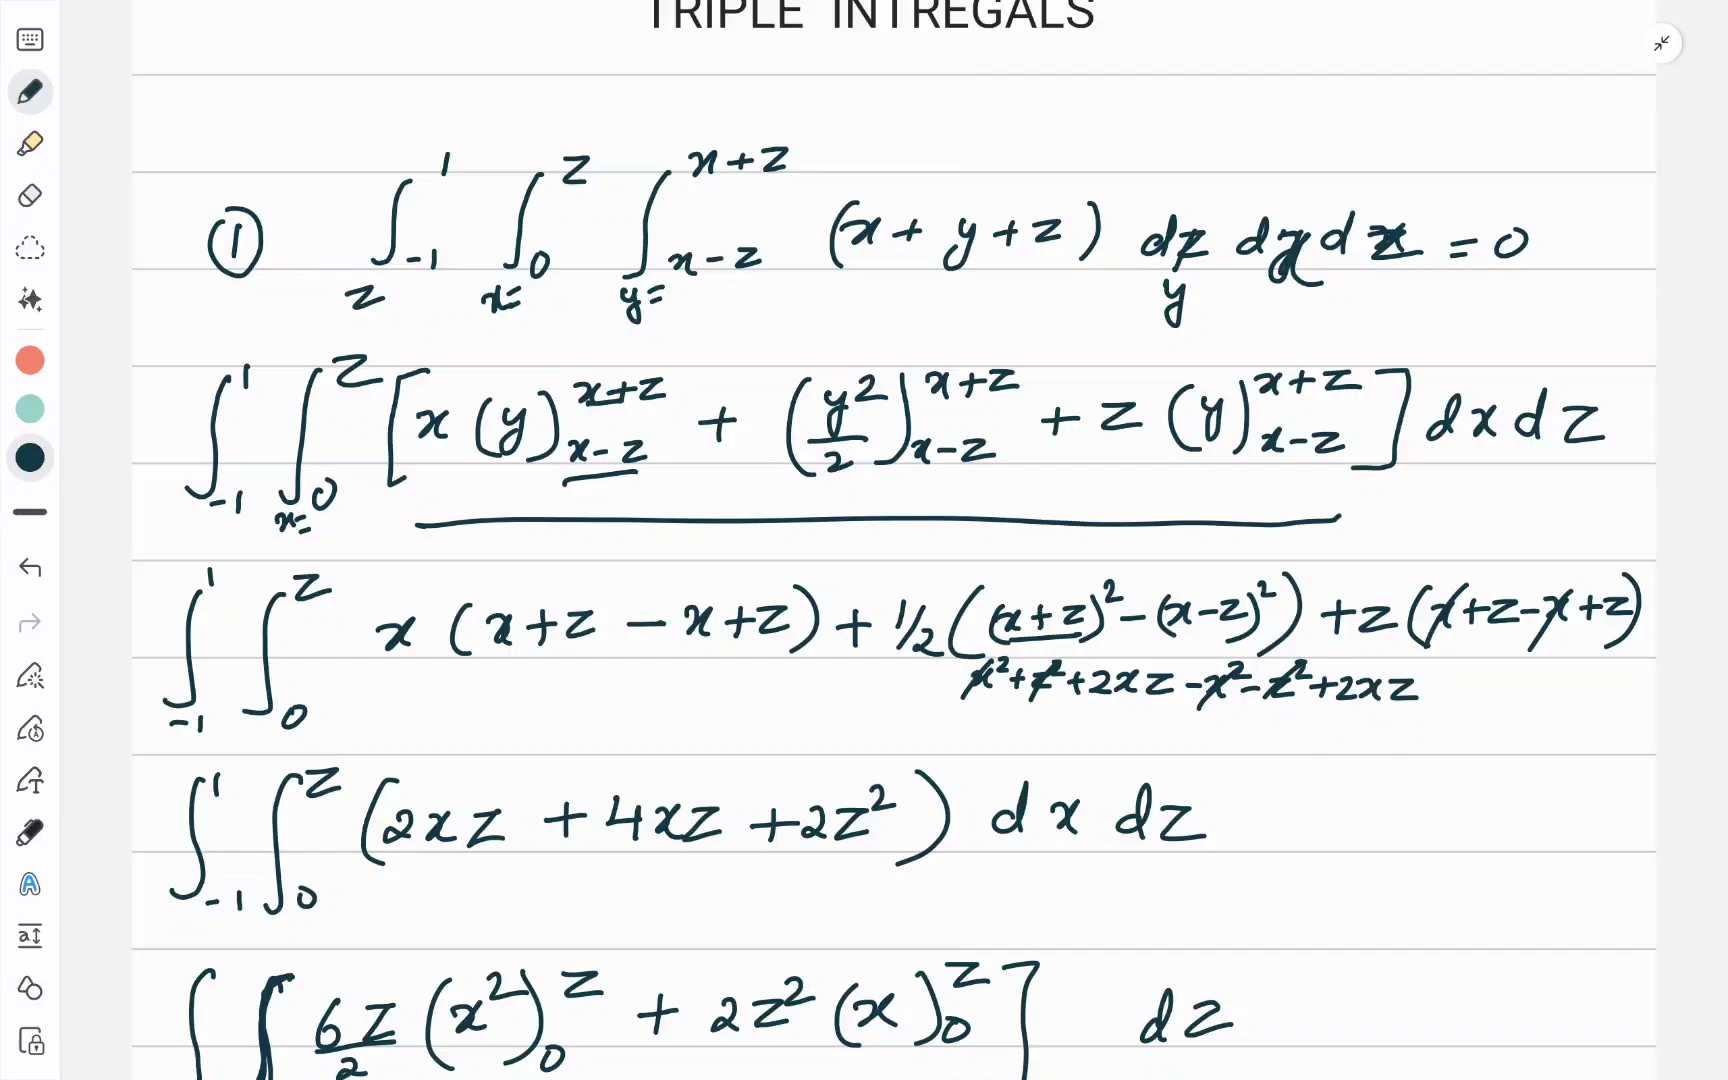 TRIPLE INTREGALS
① ∫_{z -1}^{1} ∫_{x=0}^{z} ∫_{y=x-z}^{x+z} (x+y+z) dy dx dz = 0
∫_{-1}^{1} ∫_{x=0}^{z} [x (y)_{x-z}^{x+z} + (y²/2)_{x-z}^{x+z} + z (y)_{x-z}^{x+z}] dx dz
∫_{-1}^{1} ∫_{0}^{z} x (x+z - x+z) + 1/2 ((x+z)² - (x-z)²) + z (x+z-x+z)
x²+z²+2xz -x²-z²+2xz
∫_{-1}^{1} ∫_{0}^{z} (2xz + 4xz + 2z²) dx dz
∫ [6z/2 (x²)_{0}^{z} + 2z² (x)_{0}^{z}] dz